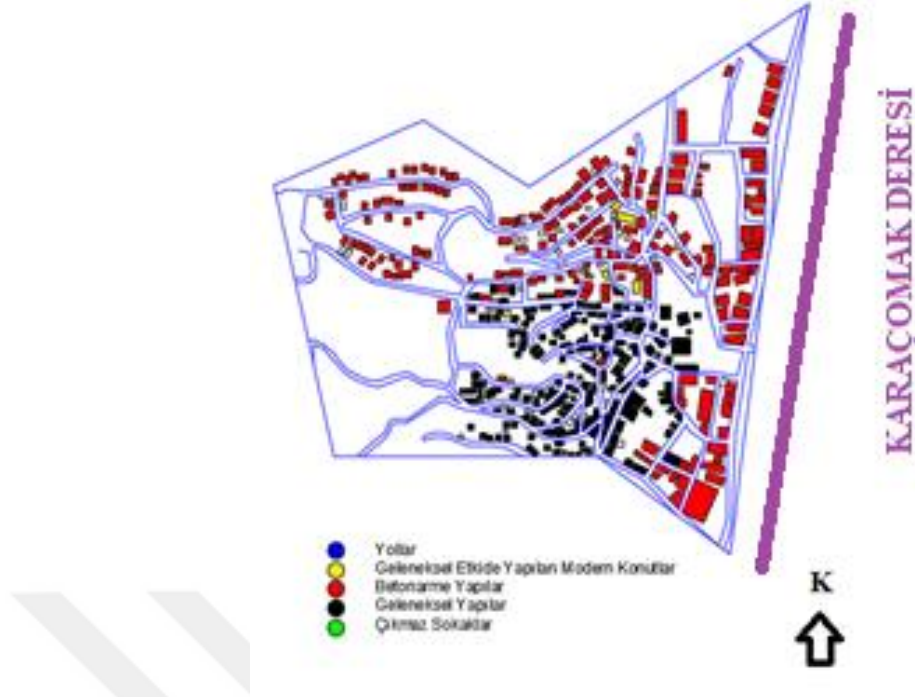 KARAÇOMAK DERESİ
Yollar
Geleneksel Etkide Yapılan Modern Konutlar
Betonarme Yapılar
Geleneksel Yapılar
Çıkmaz Sokaklar
K